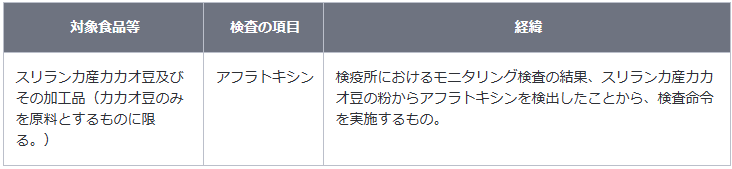 対象食品等
検査の項目
経緯
スリランカ産カカオ豆及び
その加工品（カカオ豆のみ
を原料とするものに限
る。）
アフラトキシン
検疫所におけるモニタリング検査の結果、スリランカ産カカ
オ豆の粉からアフラトキシンを検出したことから、検査命令
を実施するもの。